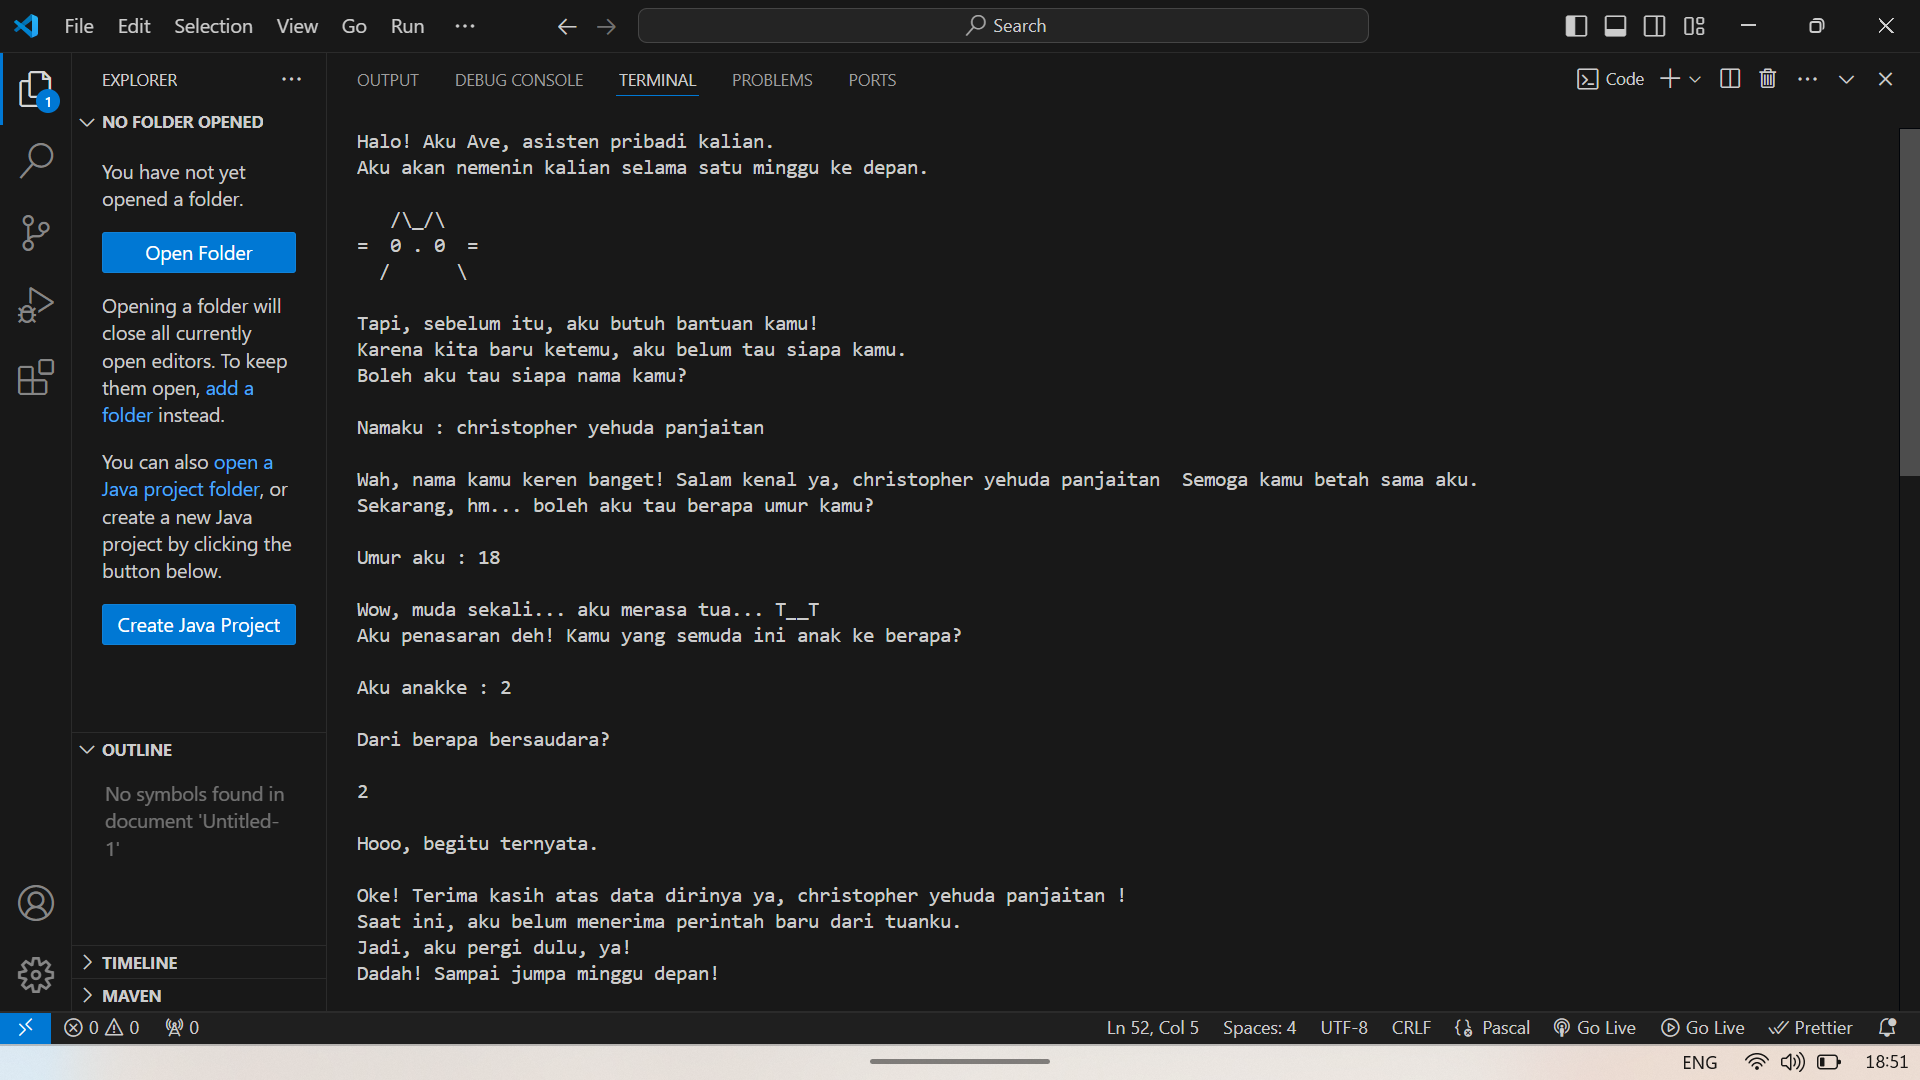 File Edit Selection View Go Run ... Search
EXPLORER ...
NO FOLDER OPENED
You have not yet
opened a folder.
Open Folder
Opening a folder will
close all currently
open editors. To keep
them open, add a
folder instead.
You can also open a
Java project folder, or
create a new Java
project by clicking the
button below.
Create Java Project
OUTLINE
No symbols found in
document 'Untitled-
1'
TIMELINE
MAVEN
1
OUTPUT DEBUG CONSOLE TERMINAL PROBLEMS PORTS Code ...
Halo! Aku Ave, asisten pribadi kalian.
Aku akan nemenin kalian selama satu minggu ke depan.
   /\_/\
=  0 . 0  =
  /      \
Tapi, sebelum itu, aku butuh bantuan kamu!
Karena kita baru ketemu, aku belum tau siapa kamu.
Boleh aku tau siapa nama kamu?
Namaku : christopher yehuda panjaitan
Wah, nama kamu keren banget! Salam kenal ya, christopher yehuda panjaitan  Semoga kamu betah sama aku.
Sekarang, hm... boleh aku tau berapa umur kamu?
Umur aku : 18
Wow, muda sekali... aku merasa tua... T__T
Aku penasaran deh! Kamu yang semuda ini anak ke berapa?
Aku anakke : 2
Dari berapa bersaudara?
2
Hooo, begitu ternyata.
Oke! Terima kasih atas data dirinya ya, christopher yehuda panjaitan !
Saat ini, aku belum menerima perintah baru dari tuanku.
Jadi, aku pergi dulu, ya!
Dadah! Sampai jumpa minggu depan!
0 0 0 Ln 52, Col 5 Spaces: 4 UTF-8 CRLF Pascal Go Live Go Live Prettier
ENG 18:51